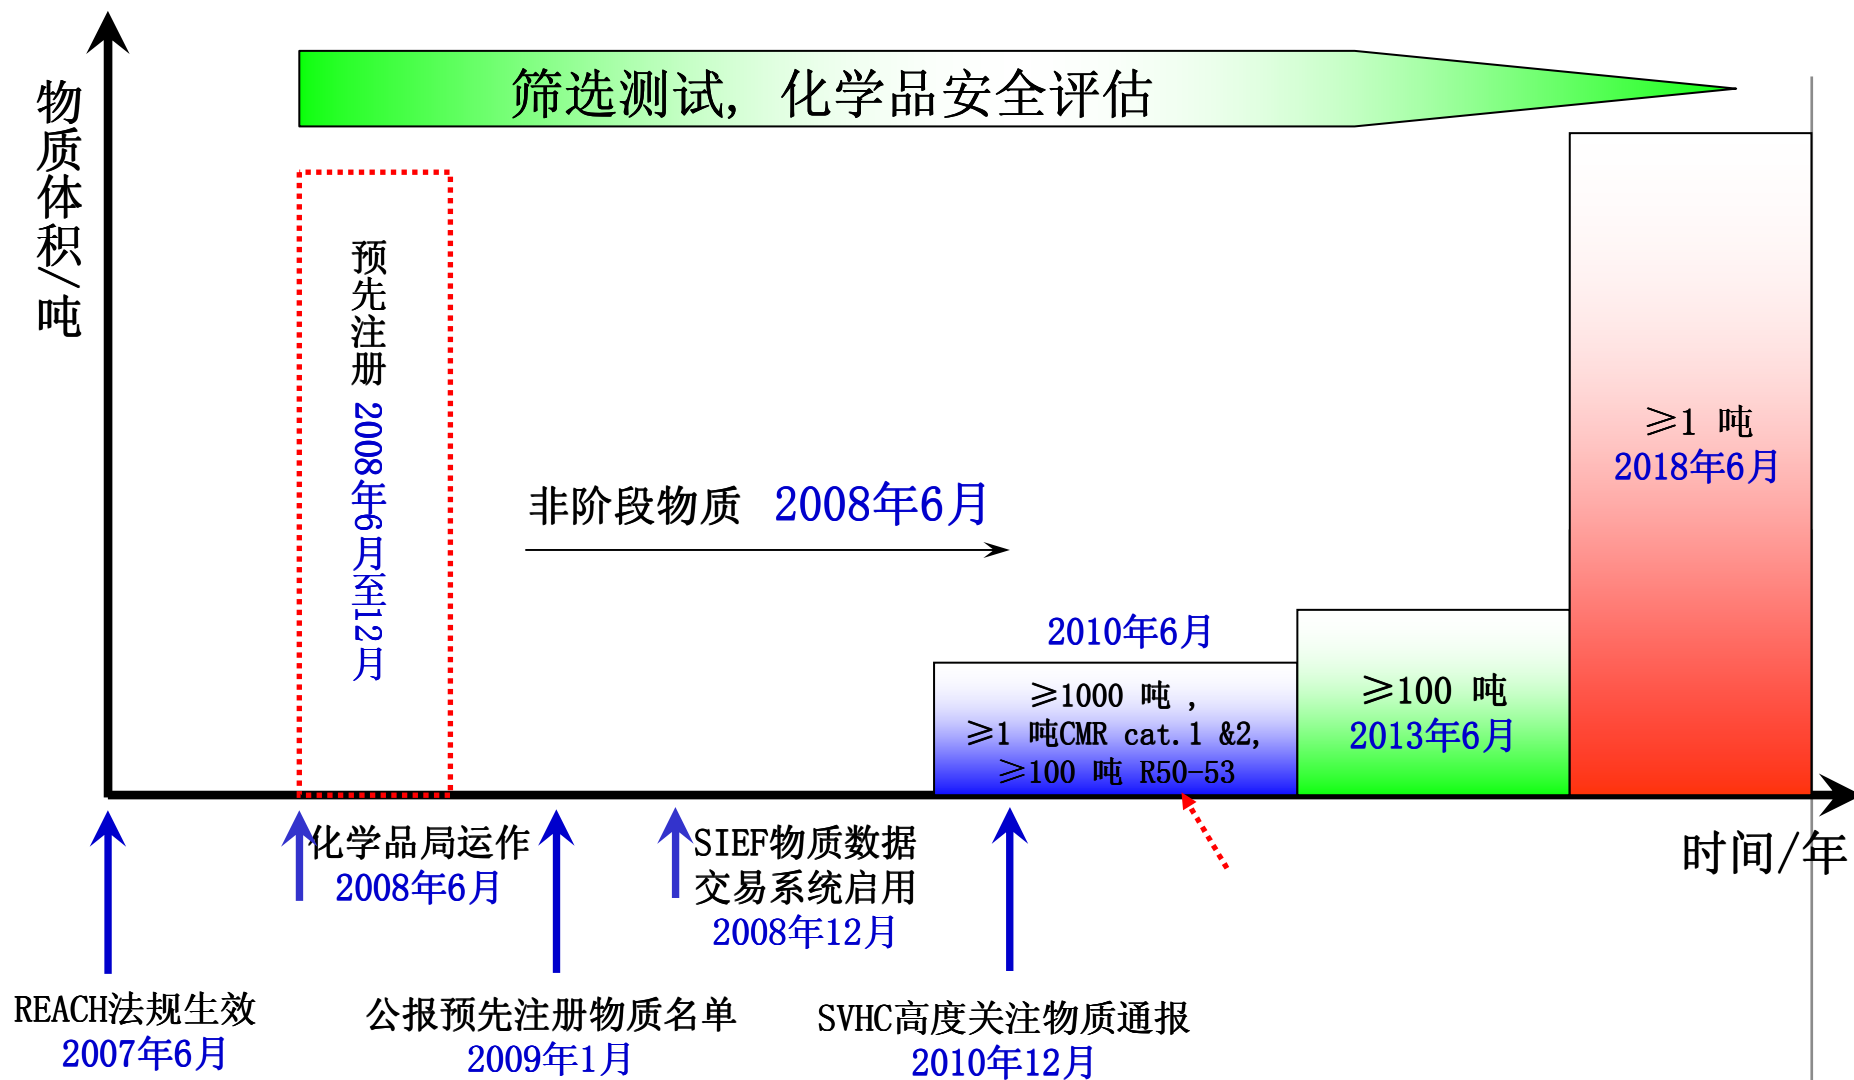 筛选测试, 化学品安全评估
物质体积/吨
预先注册 2008年6月至12月
非阶段物质 2008年6月
2010年6月
≥1000 吨 ,
≥1 吨CMR cat.1 &2,
≥100 吨 R50-53
≥100 吨
2013年6月
≥1 吨
2018年6月
时间/年
化学品局运作
2008年6月
SIEF物质数据
交易系统启用
2008年12月
REACH法规生效
2007年6月
公报预先注册物质名单
2009年1月
SVHC高度关注物质通报
2010年12月